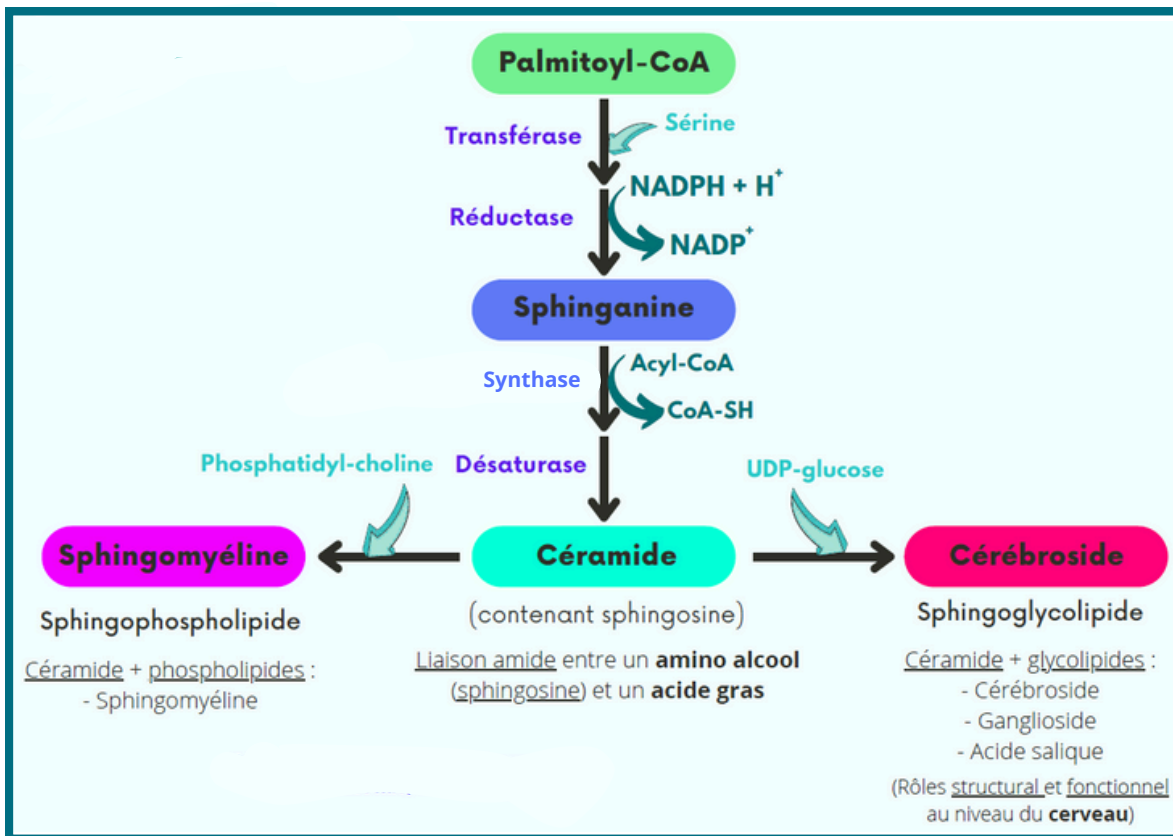 Palmitoyl-CoA
Transférase
Sérine
NADPH + H⁺
Réductase
NADP⁺
Sphinganine
Acyl-CoA
Synthase
CoA-SH
Phosphatidyl-choline
Désaturase
UDP-glucose
Sphingomyéline
Céramide
Cérébroside
Sphingophospholipide
(contenant sphingosine)
Sphingoglycolipide
Céramide + phospholipides :
- Sphingomyéline
Liaison amide entre un amino alcool
(sphingosine) et un acide gras
Céramide + glycolipides :
- Cérébroside
- Ganglioside
- Acide salique
(Rôles structural et fonctionnel
au niveau du cerveau)